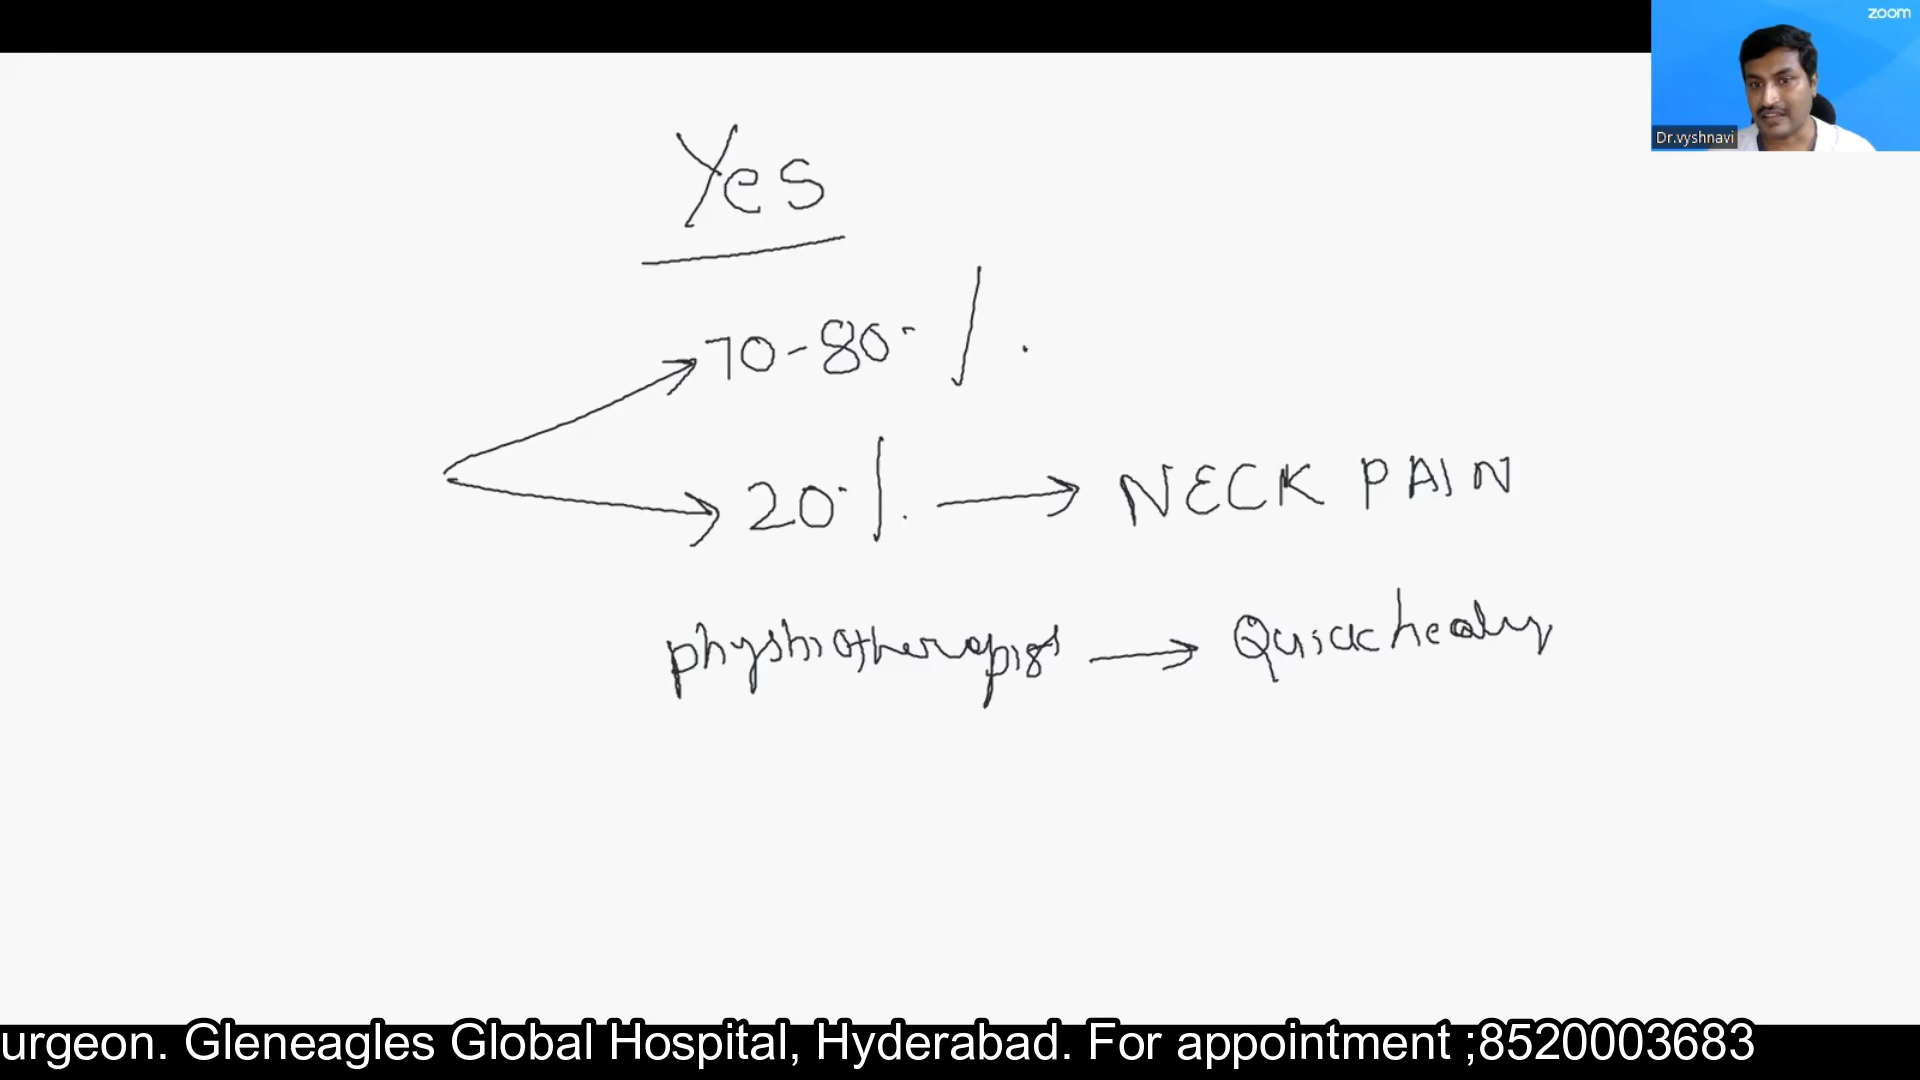 zoom
Dr.vyshnavi
Yes
70-80%.
20%. → NECK PAIN
physhiotherapist → Quick healing
urgeon. Gleneagles Global Hospital, Hyderabad. For appointment ;8520003683